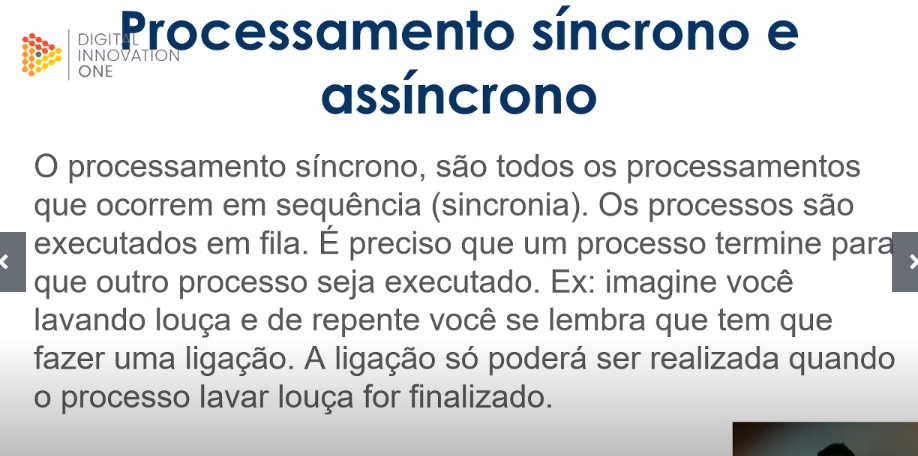 Processamento síncrono e
assíncrono
DIGITAL
INNOVATION
ONE
O processamento síncrono, são todos os processamentos
que ocorrem em sequência (sincronia). Os processos são
executados em fila. É preciso que um processo termine para
que outro processo seja executado. Ex: imagine você
lavando louça e de repente você se lembra que tem que
fazer uma ligação. A ligação só poderá ser realizada quando
o processo lavar louça for finalizado.